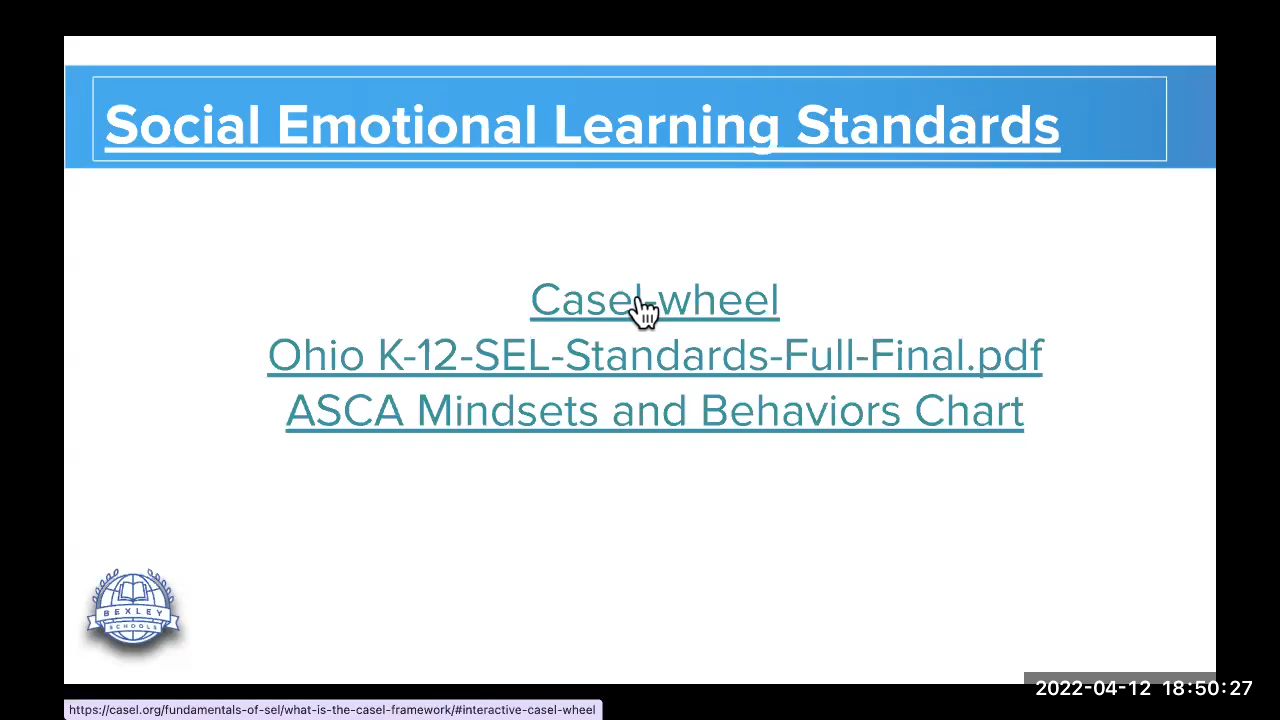 Social Emotional Learning Standards
Casel-wheel
Ohio K-12-SEL-Standards-Full-Final.pdf
ASCA Mindsets and Behaviors Chart
BEXLEY
SCHOOLS
2022-04-12 18:50:27
https://casel.org/fundamentals-of-sel/what-is-the-casel-framework/#interactive-casel-wheel